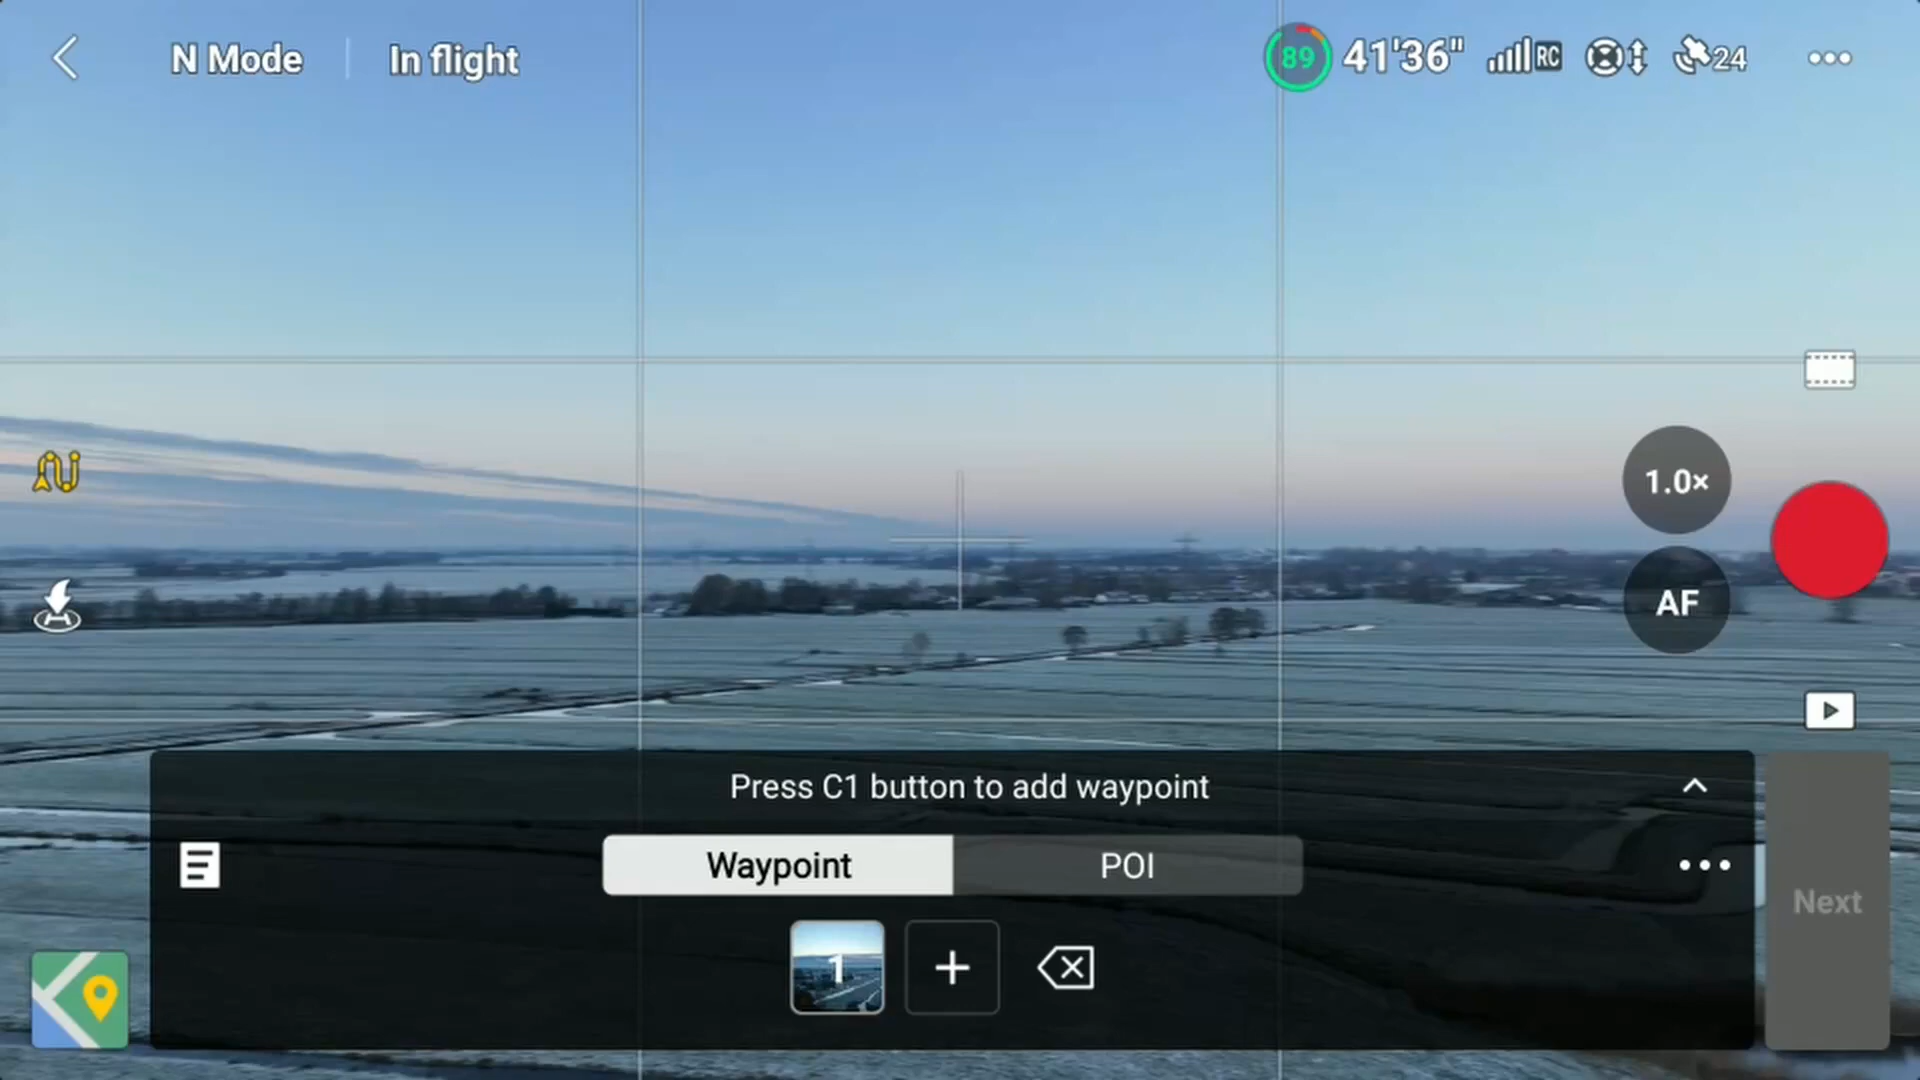 N Mode
In flight
89
41'36"
RC
24
1.0×
AF
Press C1 button to add waypoint
Waypoint
POI
Next
1